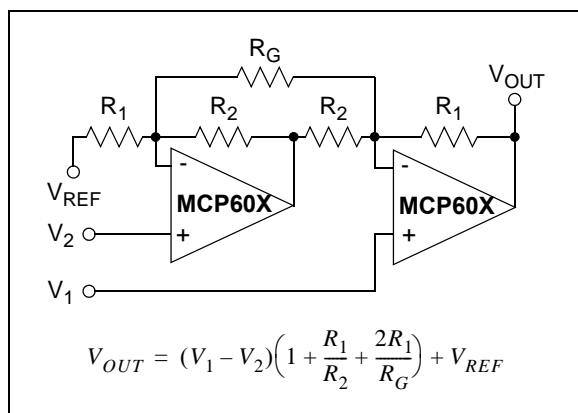 R_G
V_OUT
R_1 R_2 R_2 R_1
V_REF
- -
MCP60X MCP60X
V_2 + +
V_1
V_OUT = (V_1 – V_2)(1 + R_1/R_2 + 2R_1/R_G) + V_REF